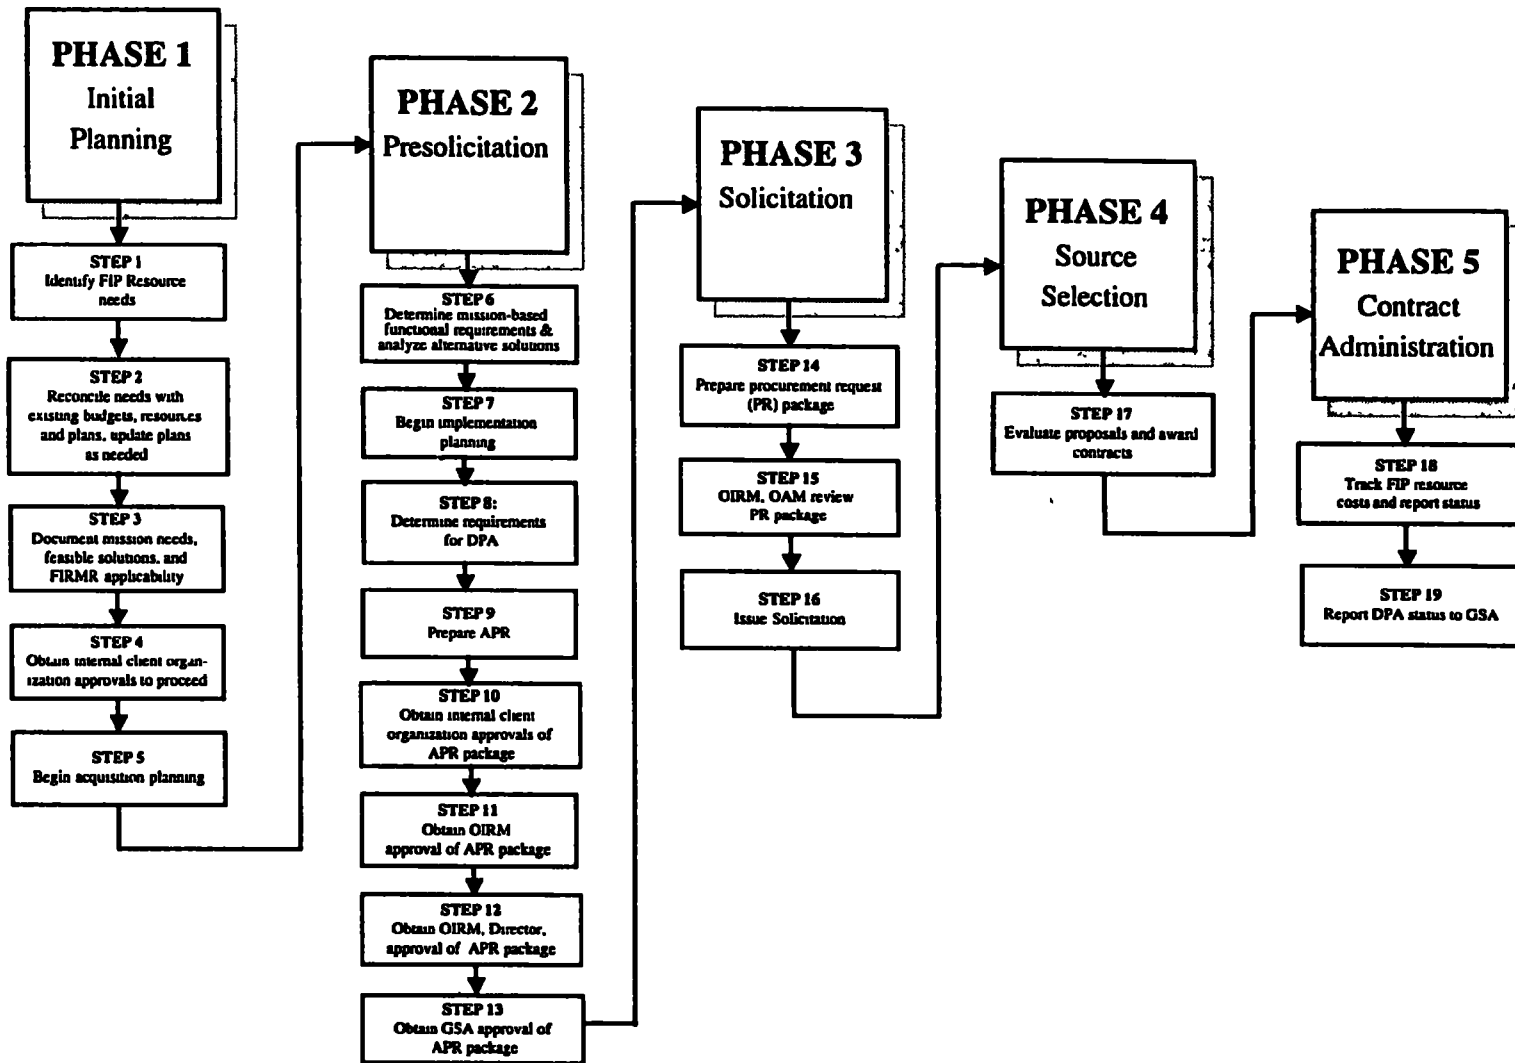 PHASE 1
Initial
Planning
STEP 1
Identify FIP Resource
needs
STEP 2
Reconcile needs with
existing budgets, resources
and plans, update plans
as needed
STEP 3
Document mission needs,
feasible solutions, and
FIRMR applicability
STEP 4
Obtain internal client organ-
ization approvals to proceed
STEP 5
Begin acquisition planning
PHASE 2
Presolicitation
STEP 6
Determine mission-based
functional requirements &
analyze alternative solutions
STEP 7
Begin implementation
planning
STEP 8:
Determine requirements
for DPA
STEP 9
Prepare APR
STEP 10
Obtain internal client
organization approvals of
APR package
STEP 11
Obtain OIRM
approval of APR package
STEP 12
Obtain OIRM, Director,
approval of APR package
STEP 13
Obtain GSA approval of
APR package
PHASE 3
Solicitation
STEP 14
Prepare procurement request
(PR) package
STEP 15
OIRM, OAM review
PR package
STEP 16
Issue Solicitation
PHASE 4
Source
Selection
STEP 17
Evaluate proposals and award
contracts
PHASE 5
Contract
Administration
STEP 18
Track FIP resource
costs and report status
STEP 19
Report DPA status to GSA